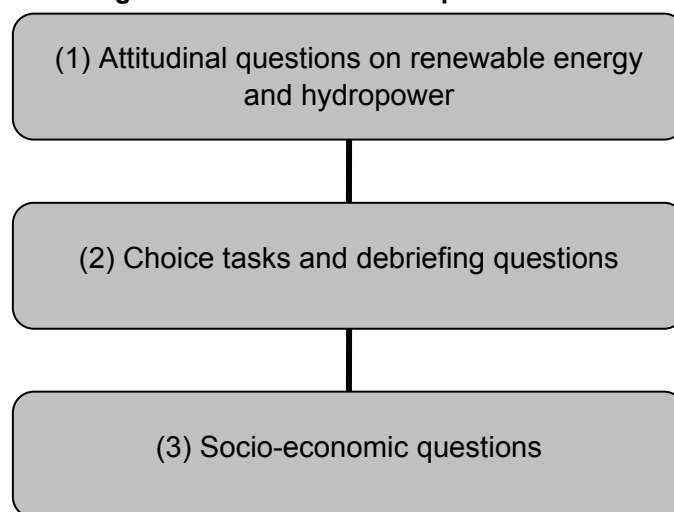 (1) Attitudinal questions on renewable energy
and hydropower
(2) Choice tasks and debriefing questions
(3) Socio-economic questions